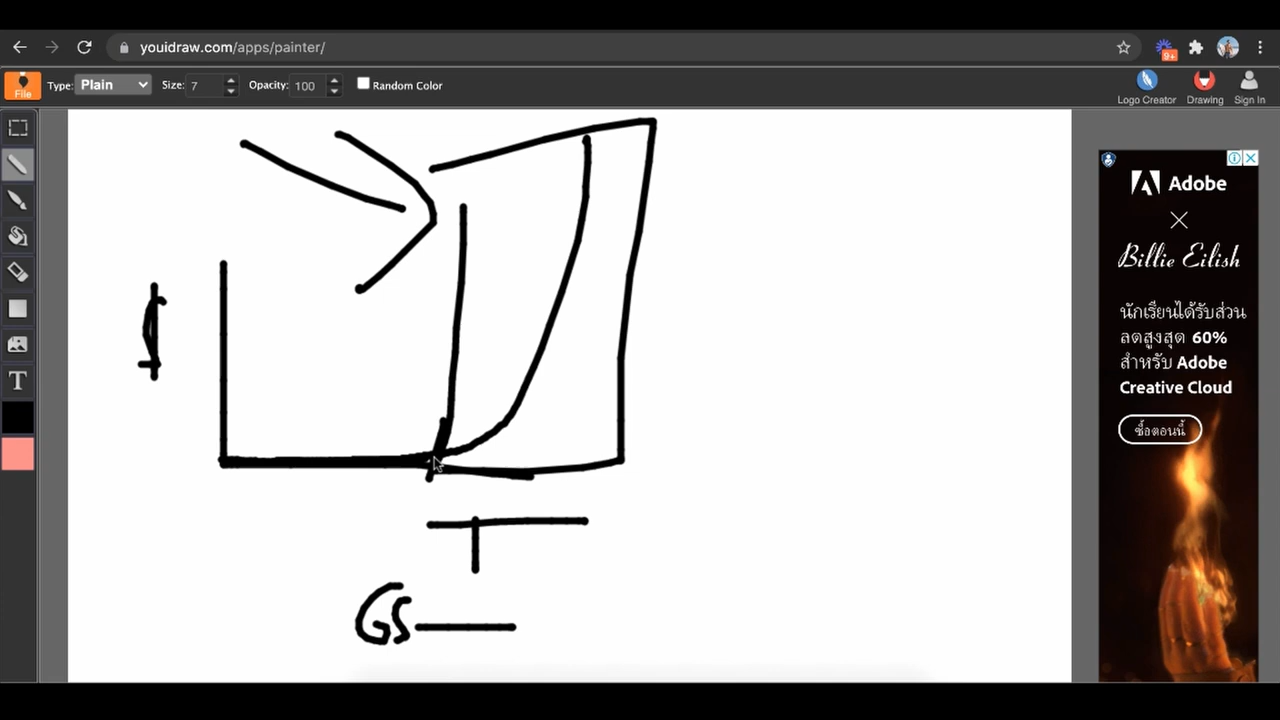 youidraw.com/apps/painter/
9+
File
Type: Plain Size: 7 Opacity: 100 Random Color
Logo Creator Drawing Sign In
$
T
GS
T
Adobe
Billie Eilish
นักเรียนได้รับส่วน
ลดสูงสุด 60%
สำหรับ Adobe
Creative Cloud
ซื้อตอนนี้